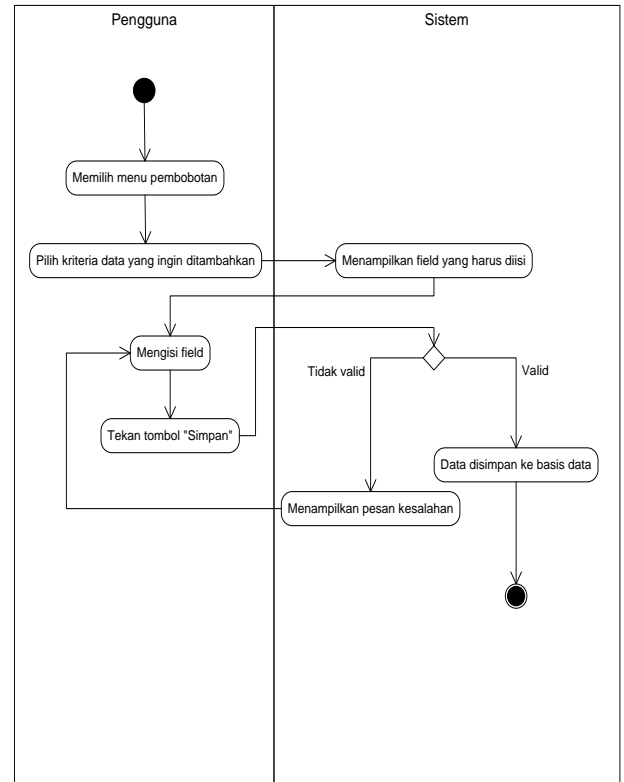 Pengguna
Sistem
Memilih menu pembobotan
Pilih kriteria data yang ingin ditambahkan
Menampilkan field yang harus diisi
Mengisi field
Tidak valid
Valid
Tekan tombol "Simpan"
Data disimpan ke basis data
Menampilkan pesan kesalahan